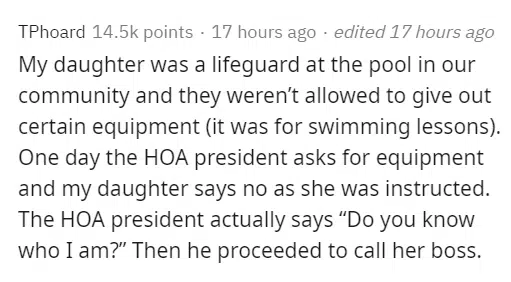 TPhoard 14.5k points · 17 hours ago · edited 17 hours ago
My daughter was a lifeguard at the pool in our
community and they weren’t allowed to give out
certain equipment (it was for swimming lessons).
One day the HOA president asks for equipment
and my daughter says no as she was instructed.
The HOA president actually says “Do you know
who I am?” Then he proceeded to call her boss.